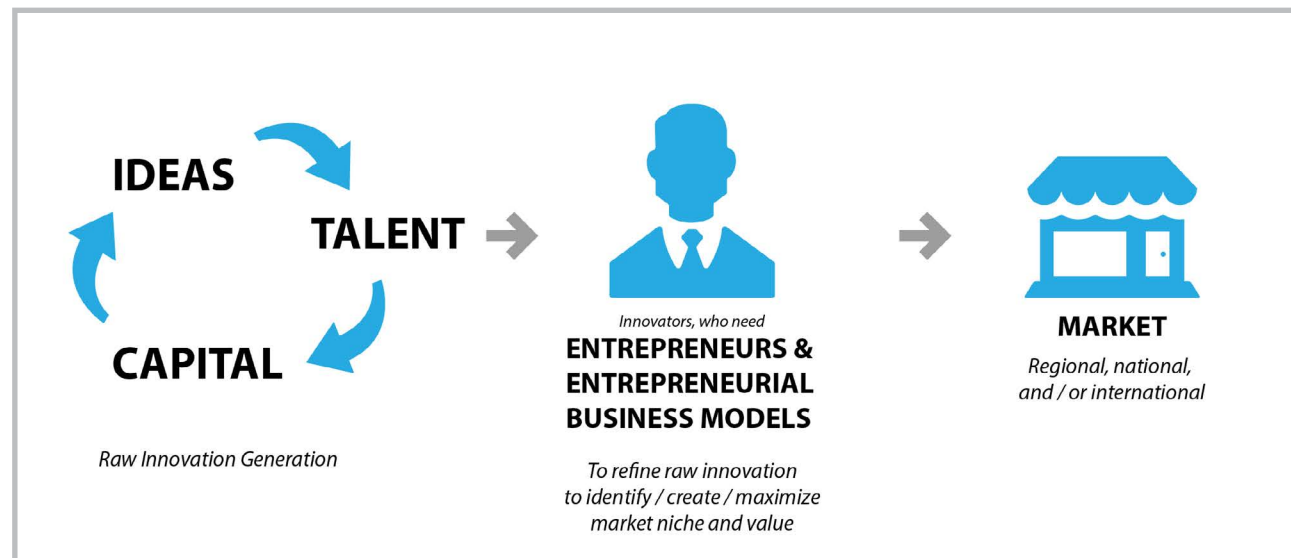 IDEAS
TALENT
CAPITAL
Raw Innovation Generation
Innovators, who need
ENTREPRENEURS &
ENTREPRENEURIAL
BUSINESS MODELS
To refine raw innovation
to identify / create / maximize
market niche and value
MARKET
Regional, national,
and / or international